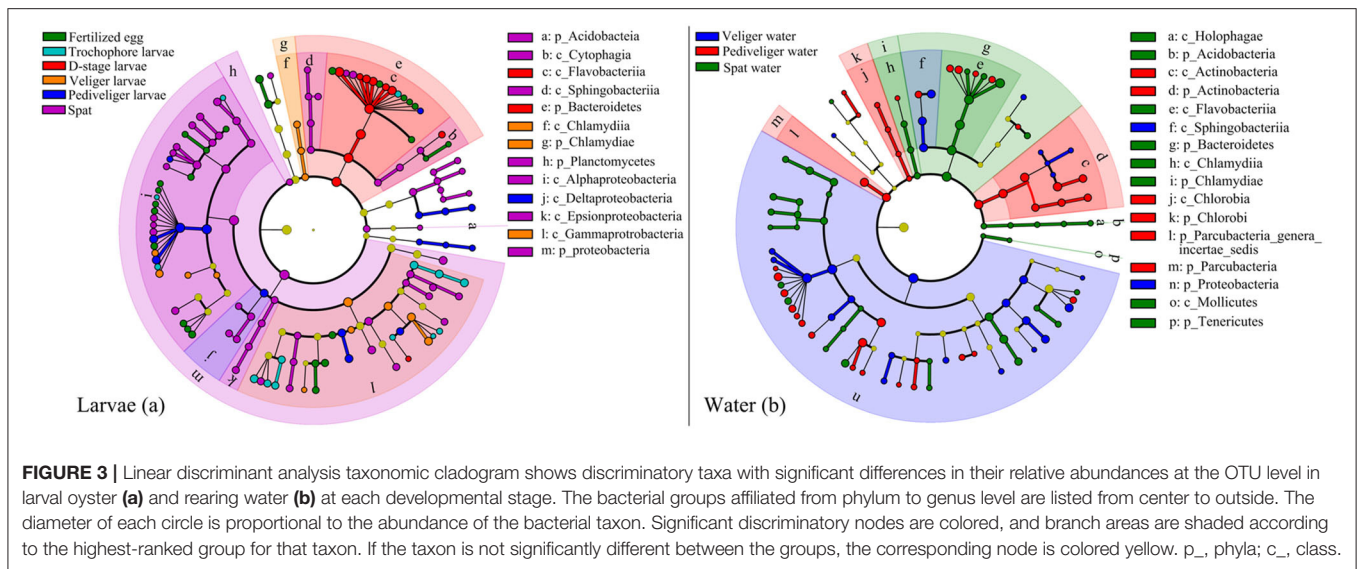 Fertilized egg
Trochophore larvae
D-stage larvae
Veliger larvae
Pediveliger larvae
Spat
h
g
f
d
e
c
b
a
i
j
k
m
l
Larvae (a)
a: p_Acidobacteia
b: c_Cytophagia
c: c_Flavobacteriia
d: c_Sphingobacteriia
e: p_Bacteroidetes
f: c_Chlamydiia
g: p_Chlamydiae
h: p_Planctomycetes
i: c_Alphaproteobacteria
j: c_Deltaproteobacteria
k: c_Epsionproteobacteria
l: c_Gammaprotrobacteria
m: p_proteobacteria
Veliger water
Pediveliger water
Spat water
m
l
k
j
i
h
f
g
e
d
c
b
a
p
o
n
Water (b)
a: c_Holophagae
b: p_Acidobacteria
c: c_Actinobacteria
d: p_Actinobacteria
e: c_Flavobacteriia
f: c_Sphingobacteriia
g: p_Bacteroidetes
h: c_Chlamydiia
i: p_Chlamydiae
j: c_Chlorobia
k: p_Chlorobi
l: p_Parcubacteria_genera_
incertae_sedis
m: p_Parcubacteria
n: p_Proteobacteria
o: c_Mollicutes
p: p_Tenericutes
FIGURE 3 | Linear discriminant analysis taxonomic cladogram shows discriminatory taxa with significant differences in their relative abundances at the OTU level in
larval oyster (a) and rearing water (b) at each developmental stage. The bacterial groups affiliated from phylum to genus level are listed from center to outside. The
diameter of each circle is proportional to the abundance of the bacterial taxon. Significant discriminatory nodes are colored, and branch areas are shaded according
to the highest-ranked group for that taxon. If the taxon is not significantly different between the groups, the corresponding node is colored yellow. p_, phyla; c_, class.